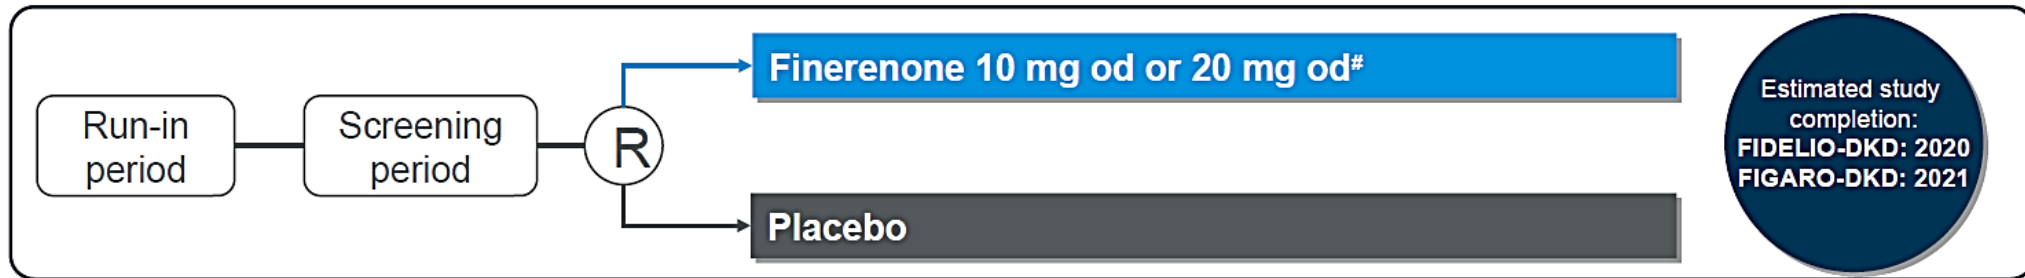 Run-in
period
Screening
period
R
Finerenone 10 mg od or 20 mg od#
Placebo
Estimated study
completion:
FIDELIO-DKD: 2020
FIGARO-DKD: 2021